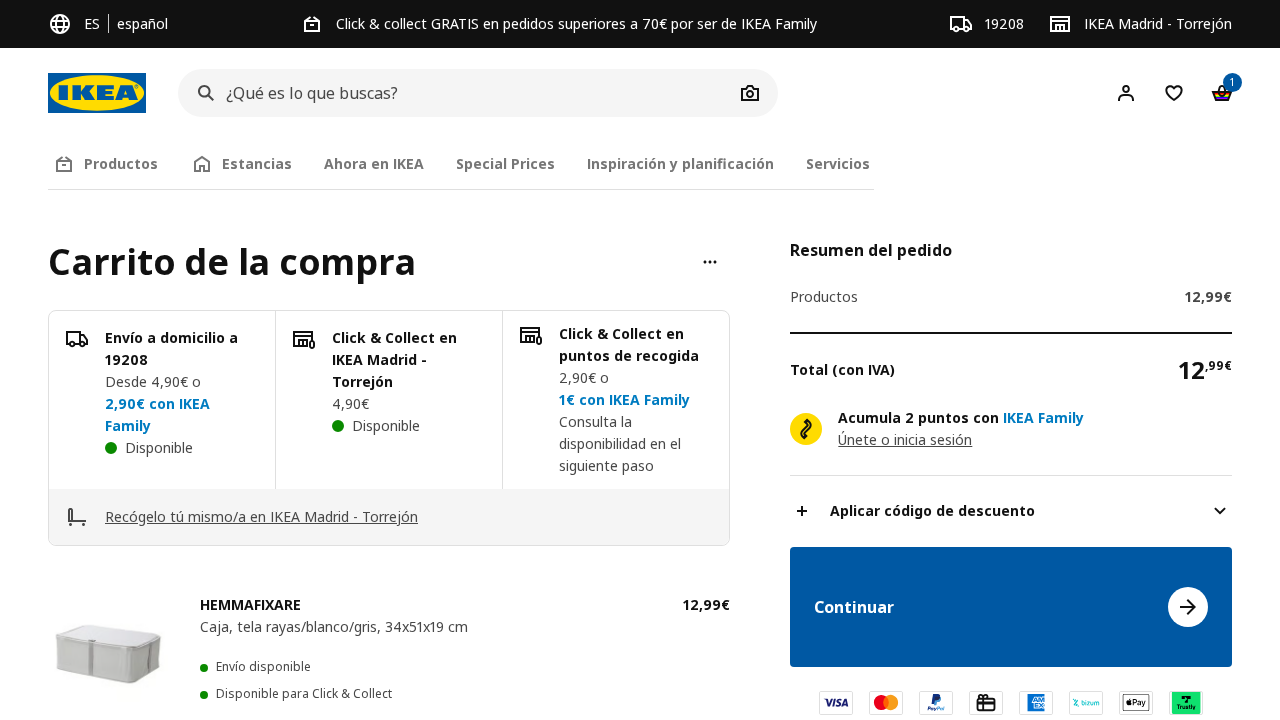 ES
español
Click & collect GRATIS en pedidos superiores a 70€ por ser de IKEA Family
19208
IKEA Madrid - Torrejón
IKEA
¿Qué es lo que buscas?
1
Productos
Estancias
Ahora en IKEA
Special Prices
Inspiración y planificación
Servicios
Carrito de la compra
Envío a domicilio a
19208
Desde 4,90€ o
2,90€ con IKEA
Family
Disponible
Click & Collect en
IKEA Madrid -
Torrejón
4,90€
Disponible
Click & Collect en
puntos de recogida
2,90€ o
1€ con IKEA Family
Consulta la
disponibilidad en el
siguiente paso
Recógelo tú mismo/a en IKEA Madrid - Torrejón
HEMMAFIXARE
12,99€
Caja, tela rayas/blanco/gris, 34x51x19 cm
Envío disponible
Disponible para Click & Collect
Resumen del pedido
Productos
12,99€
Total (con IVA)
12,99€
Acumula 2 puntos con IKEA Family
Únete o inicia sesión
Aplicar código de descuento
Continuar
VISA
PayPal
AM
EX
bizum
Pay
Trustly